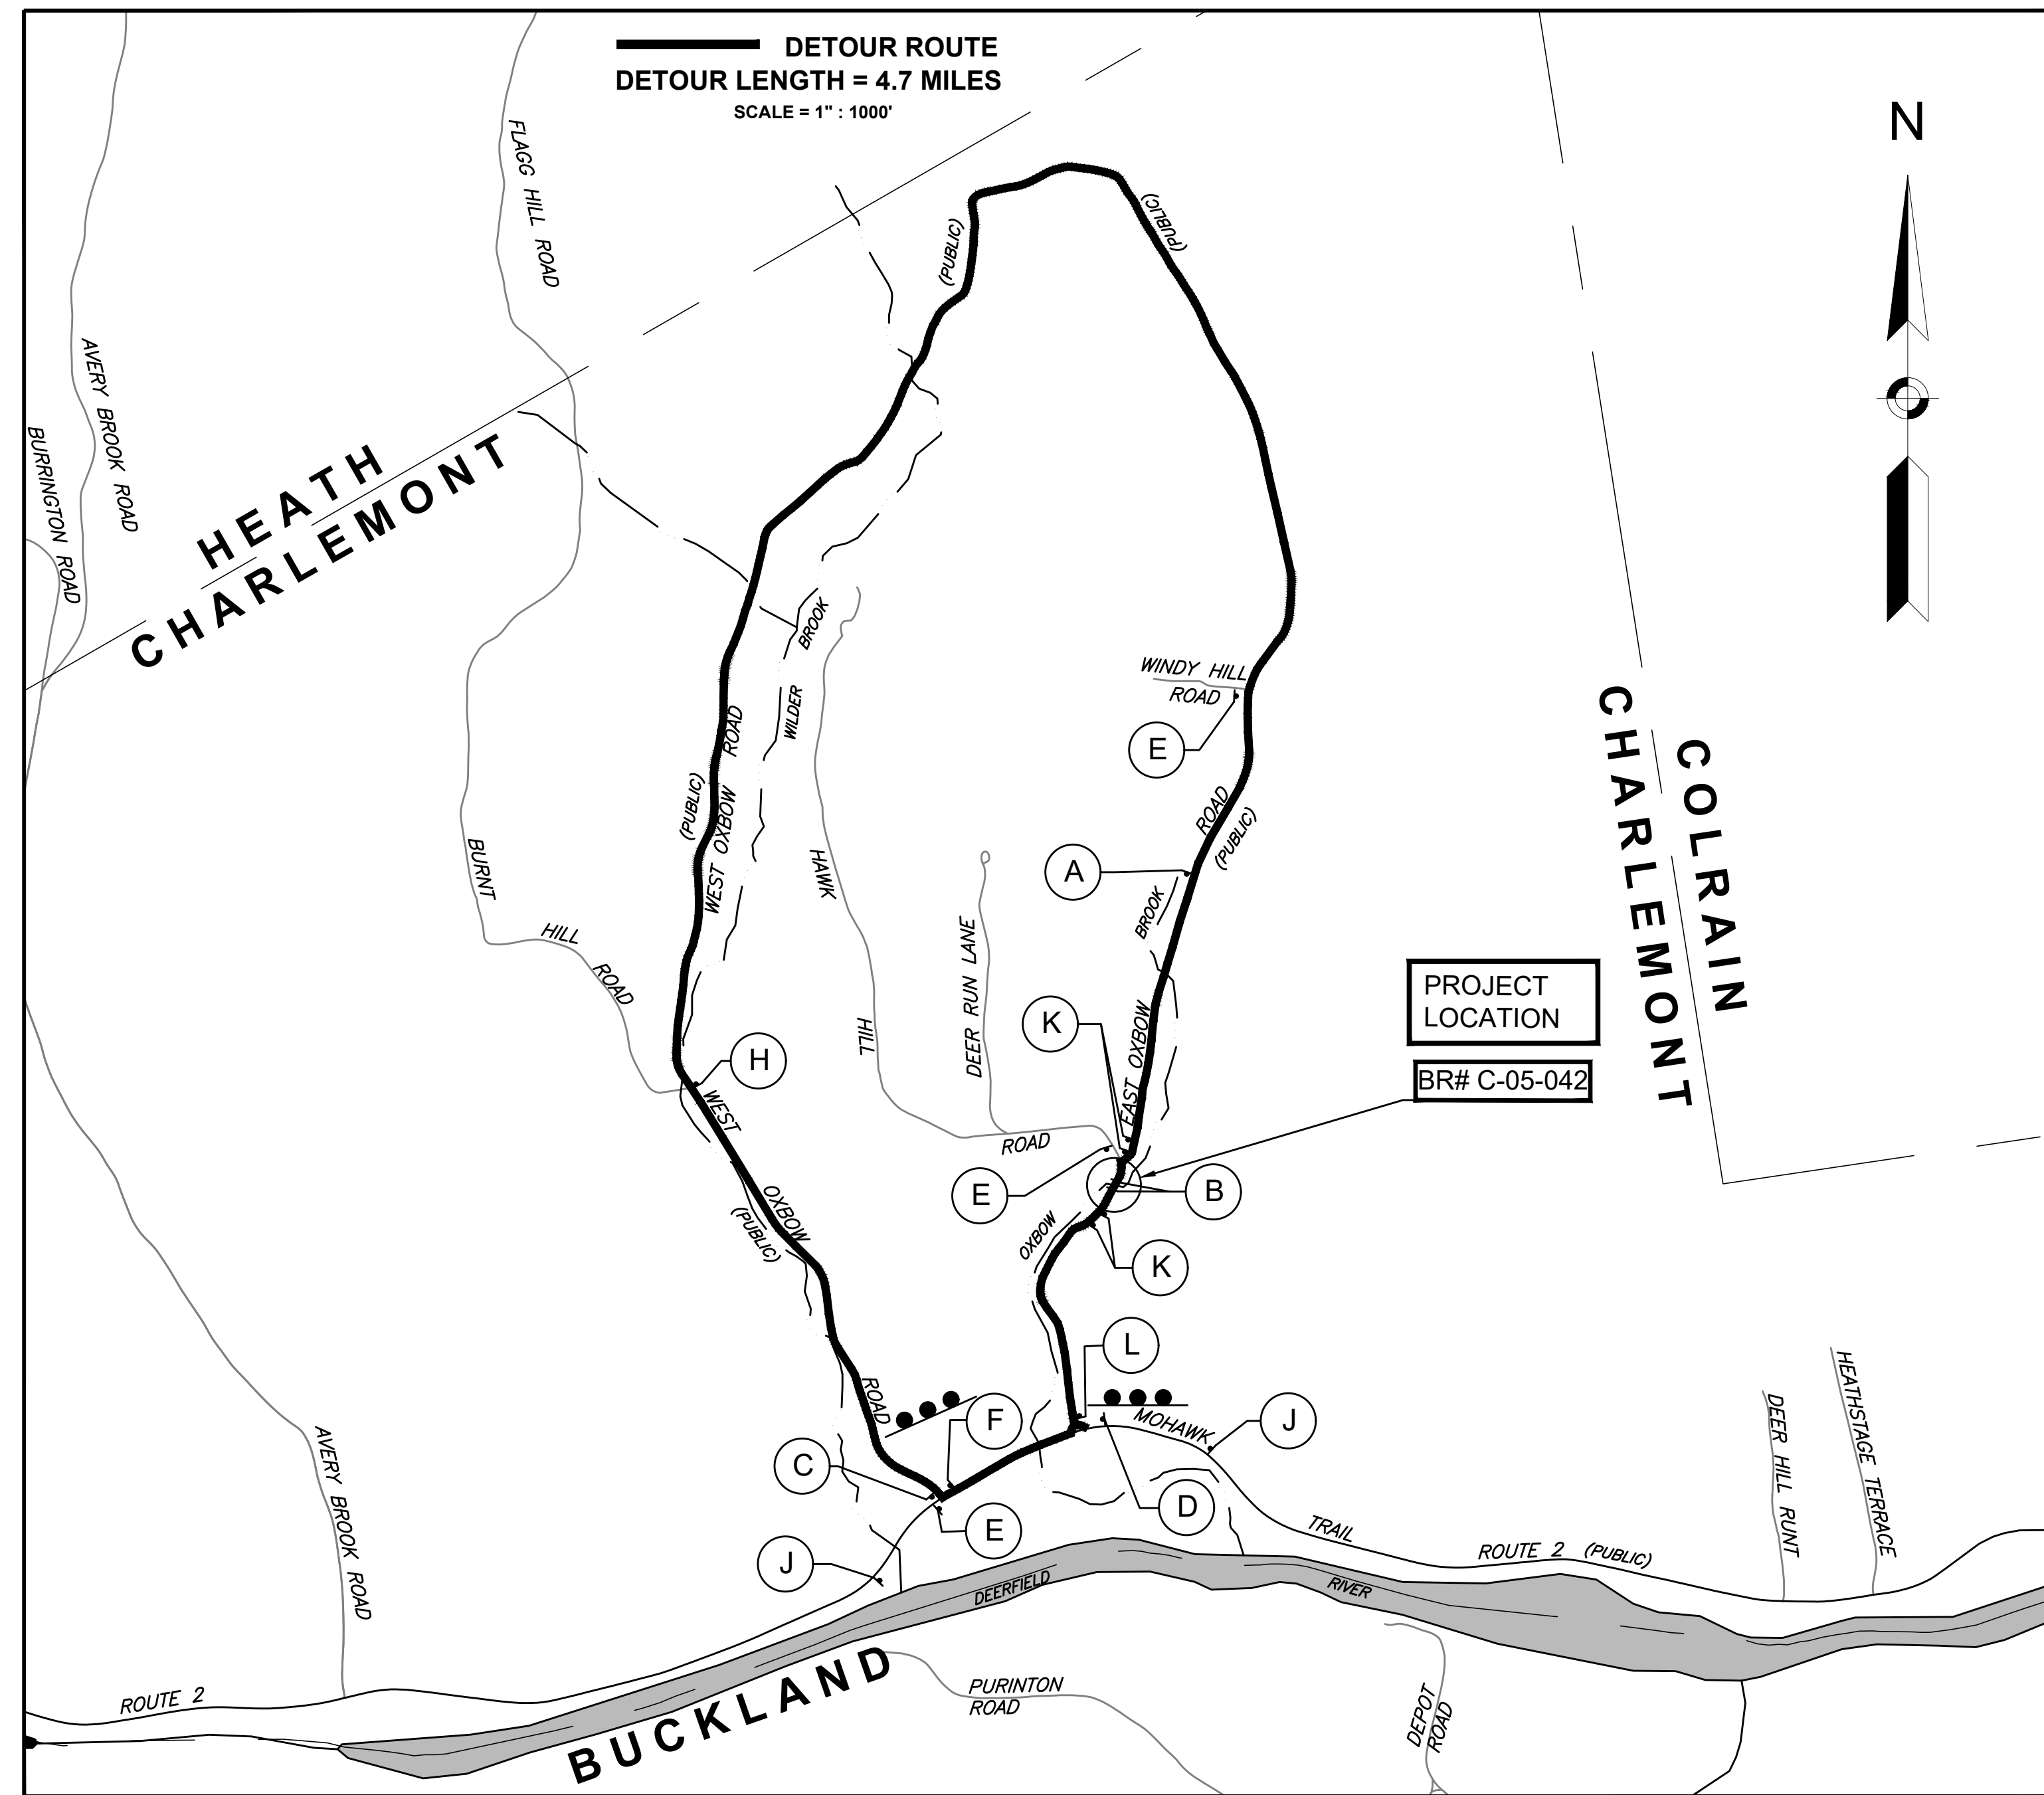 DETOUR ROUTE
DETOUR LENGTH = 4.7 MILES
SCALE = 1" : 1000'
N
FLAGG HILL ROAD
(PUBLIC)
(PUBLIC)
AVERY BROOK ROAD
BURRINGTON ROAD
HEATH
CHARLEMONT
BROOK
WILDER
WINDY HILL
ROAD
E
COLRAIN
CHARLEMONT
WEST OXBOW ROAD
(PUBLIC)
ROAD
(PUBLIC)
BURNT
HILL
ROAD
HAWK
HILL
ROAD
DEER RUN LANE
A
BROOK
EAST OXBOW
K
PROJECT
LOCATION
BR# C-05-042
H
WEST
OXBOW
ROAD
(PUBLIC)
E
B
OXBOW
K
L
F
MOHAWK
J
C
D
E
J
TRAIL
ROUTE 2 (PUBLIC)
DEER HILL RUNT
HEATHSTAGE TERRACE
AVERY BROOK ROAD
DEERFIELD
RIVER
ROUTE 2
BUCKLAND
PURINTON
ROAD
DEPOT
ROAD